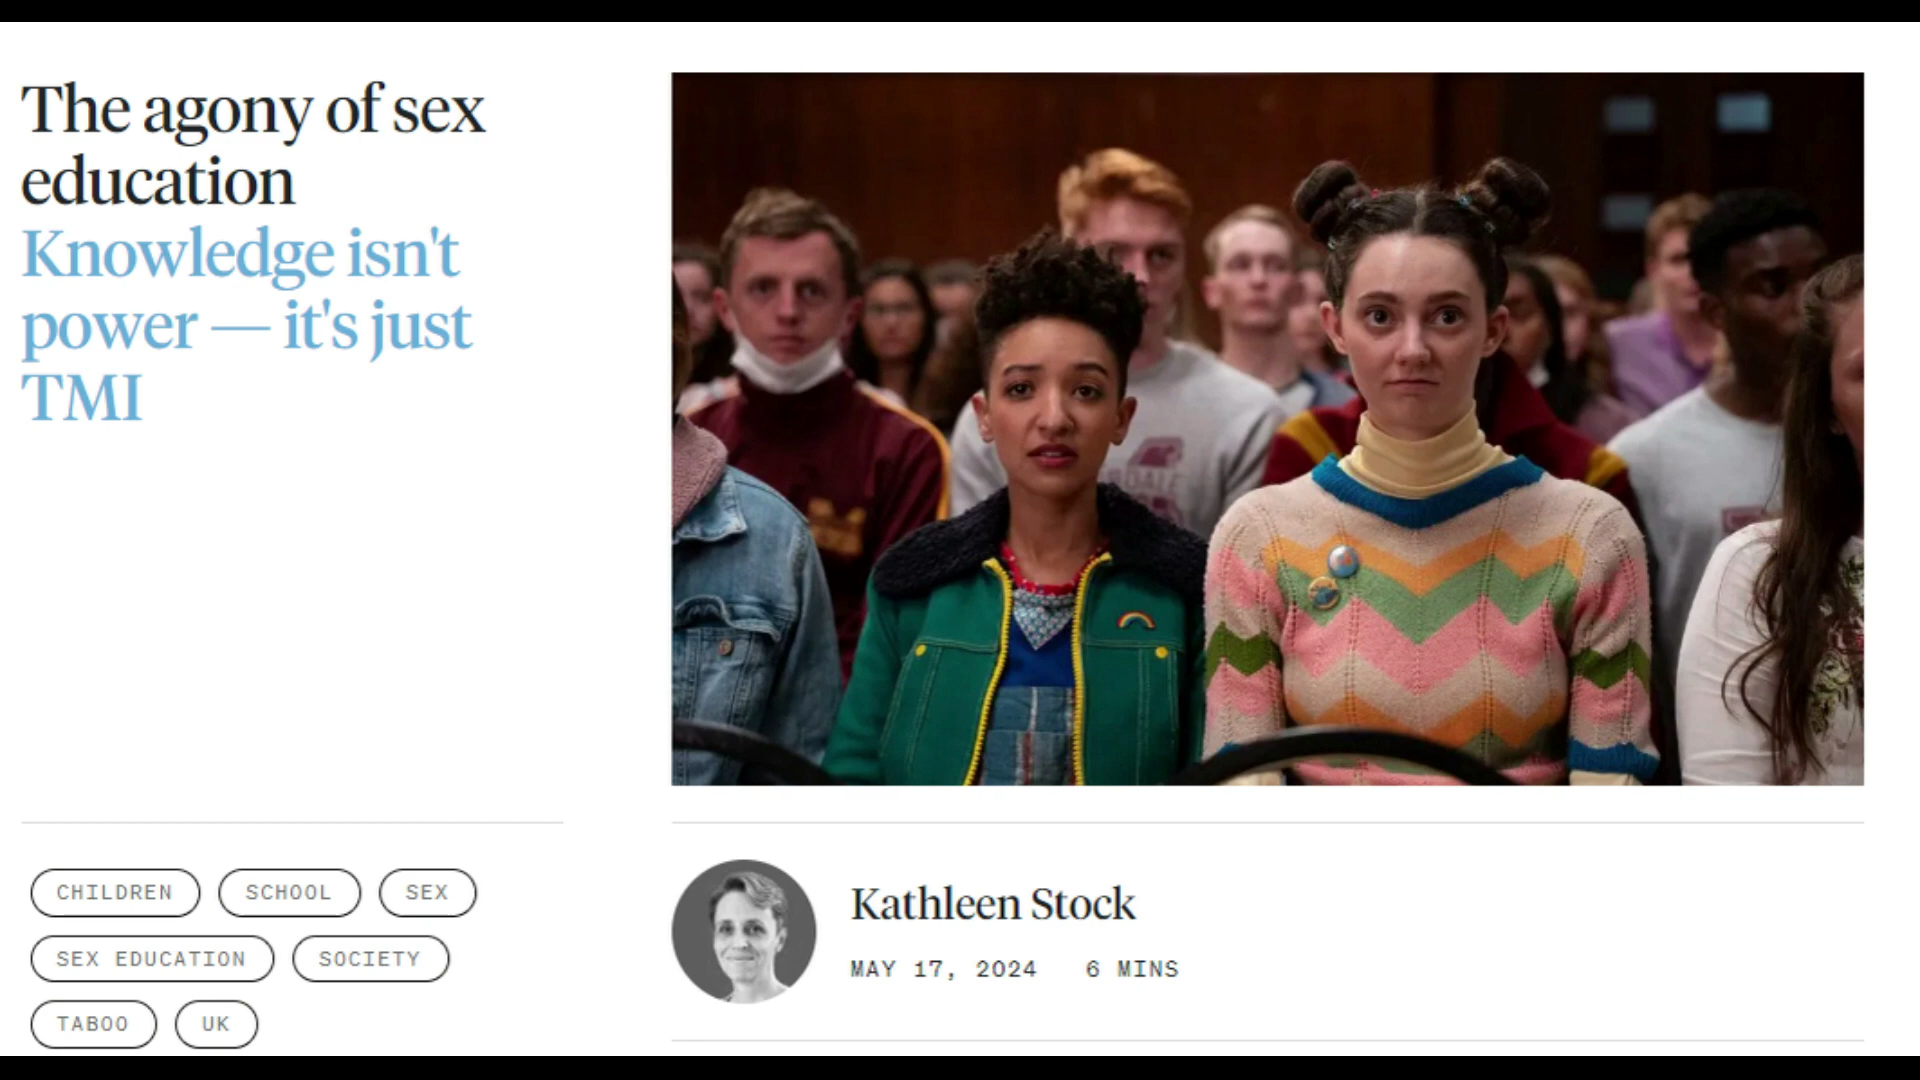 The agony of sex
education
Knowledge isn't
power — it's just
TMI
CHILDREN
SCHOOL
SEX
SEX EDUCATION
SOCIETY
TABOO
UK
Kathleen Stock
MAY 17, 2024 6 MINS